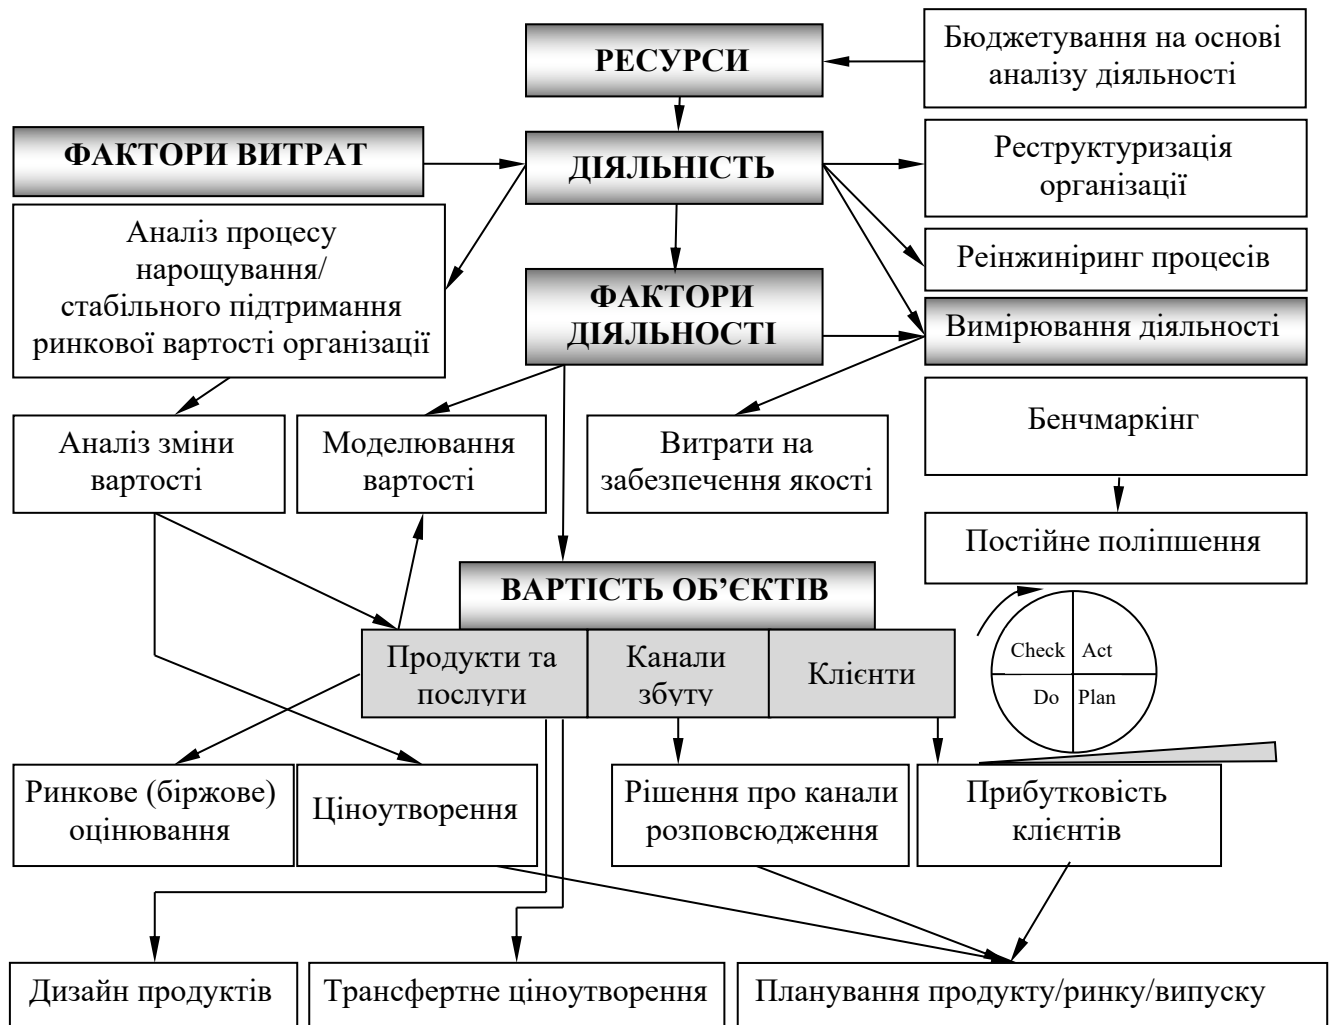 РЕСУРСИ
Бюджетування на основі
аналізу діяльності
ФАКТОРИ ВИТРАТ
ДІЯЛЬНІСТЬ
Реструктуризація
організації
Аналіз процесу
нарощування/
стабільного підтримання
ринкової вартості організації
Реінжиніринг процесів
ФАКТОРИ
ДІЯЛЬНОСТІ
Вимірювання діяльності
Бенчмаркінг
Аналіз зміни
вартості
Моделювання
вартості
Витрати на
забезпечення якості
Постійне поліпшення
ВАРТІСТЬ ОБ’ЄКТІВ
Продукти та
послуги
Канали
збуту
Клієнти
Check
Act
Do
Plan
Ринкове (біржове)
оцінювання
Ціноутворення
Рішення про канали
розповсюдження
Прибутковість
клієнтів
Дизайн продуктів
Трансфертне ціноутворення
Планування продукту/ринку/випуску